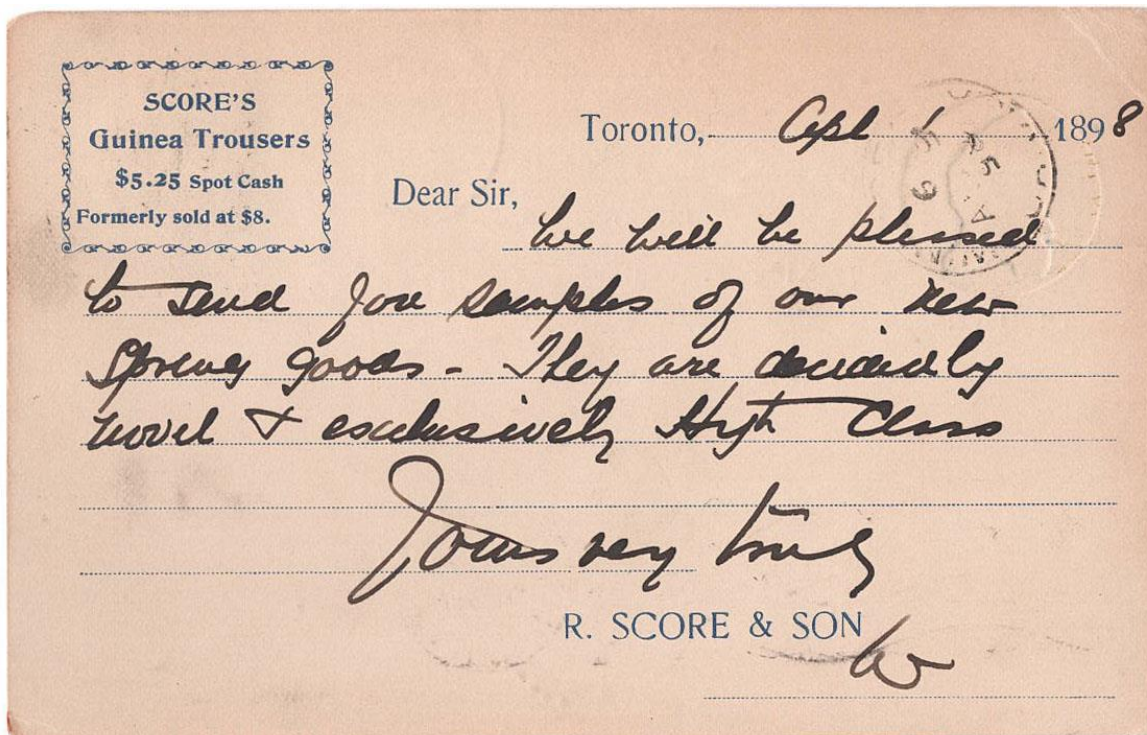 SCORE'S
Guinea Trousers
$5.25 Spot Cash
Formerly sold at $8.
Toronto, Apl 1 1898
Dear Sir,
We will be pleased
to send you samples of our new
Spring goods - They are decidedly
novel & exclusively High Class
Yours very truly
R. SCORE & SON